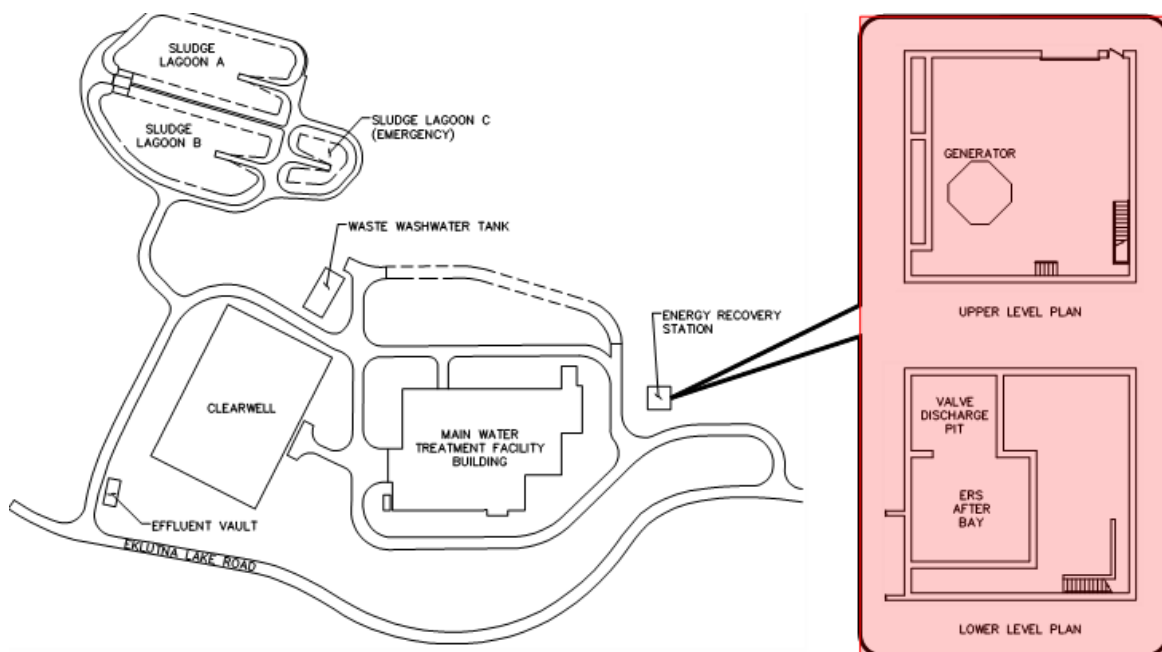 SLUDGE
LAGOON A
SLUDGE
LAGOON B
SLUDGE LAGOON C
(EMERGENCY)
WASTE WASHWATER TANK
ENERGY RECOVERY
STATION
CLEARWELL
MAIN WATER
TREATMENT FACILITY
BUILDING
EFFLUENT VAULT
EKLUTNA LAKE ROAD
GENERATOR
UPPER LEVEL PLAN
VALVE
DISCHARGE
PIT
ERS
AFTER
BAY
LOWER LEVEL PLAN